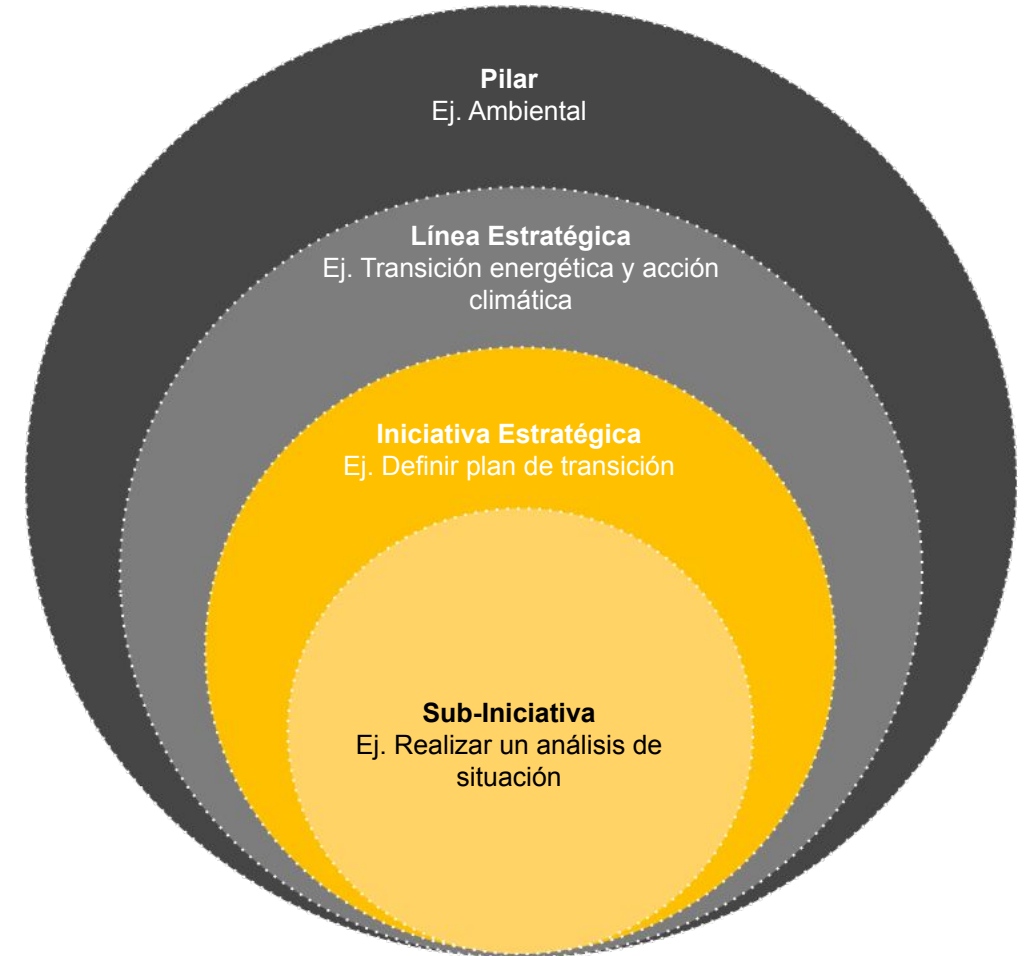 Pilar
Ej. Ambiental
Línea Estratégica
Ej. Transición energética y acción
climática
Iniciativa Estratégica
Ej. Definir plan de transición
Sub-Iniciativa
Ej. Realizar un análisis de
situación